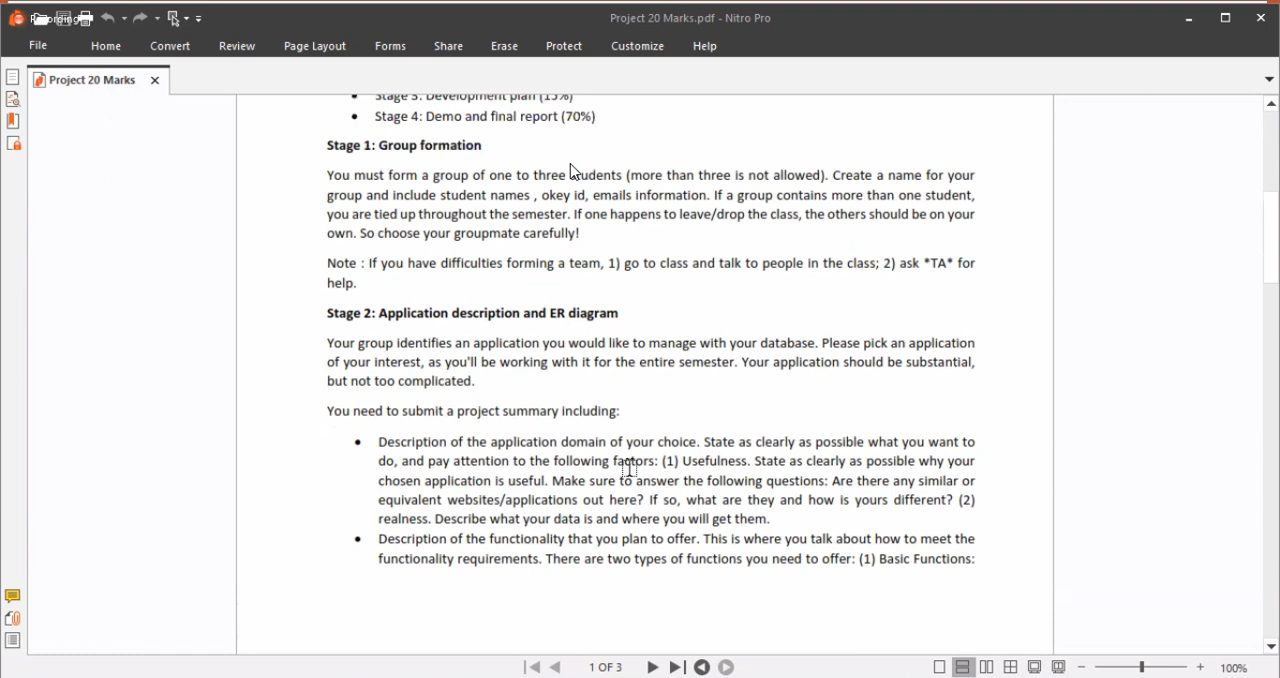 Recording...
Project 20 Marks.pdf - Nitro Pro
File Home Convert Review Page Layout Forms Share Erase Protect Customize Help
Project 20 Marks
• Stage 3: Development plan (15%)
• Stage 4: Demo and final report (70%)
Stage 1: Group formation
You must form a group of one to three students (more than three is not allowed). Create a name for your
group and include student names , okey id, emails information. If a group contains more than one student,
you are tied up throughout the semester. If one happens to leave/drop the class, the others should be on your
own. So choose your groupmate carefully!
Note : If you have difficulties forming a team, 1) go to class and talk to people in the class; 2) ask *TA* for
help.
Stage 2: Application description and ER diagram
Your group identifies an application you would like to manage with your database. Please pick an application
of your interest, as you'll be working with it for the entire semester. Your application should be substantial,
but not too complicated.
You need to submit a project summary including:
• Description of the application domain of your choice. State as clearly as possible what you want to
do, and pay attention to the following factors: (1) Usefulness. State as clearly as possible why your
chosen application is useful. Make sure to answer the following questions: Are there any similar or
equivalent websites/applications out here? If so, what are they and how is yours different? (2)
realness. Describe what your data is and where you will get them.
• Description of the functionality that you plan to offer. This is where you talk about how to meet the
functionality requirements. There are two types of functions you need to offer: (1) Basic Functions:
1 OF 3
100%